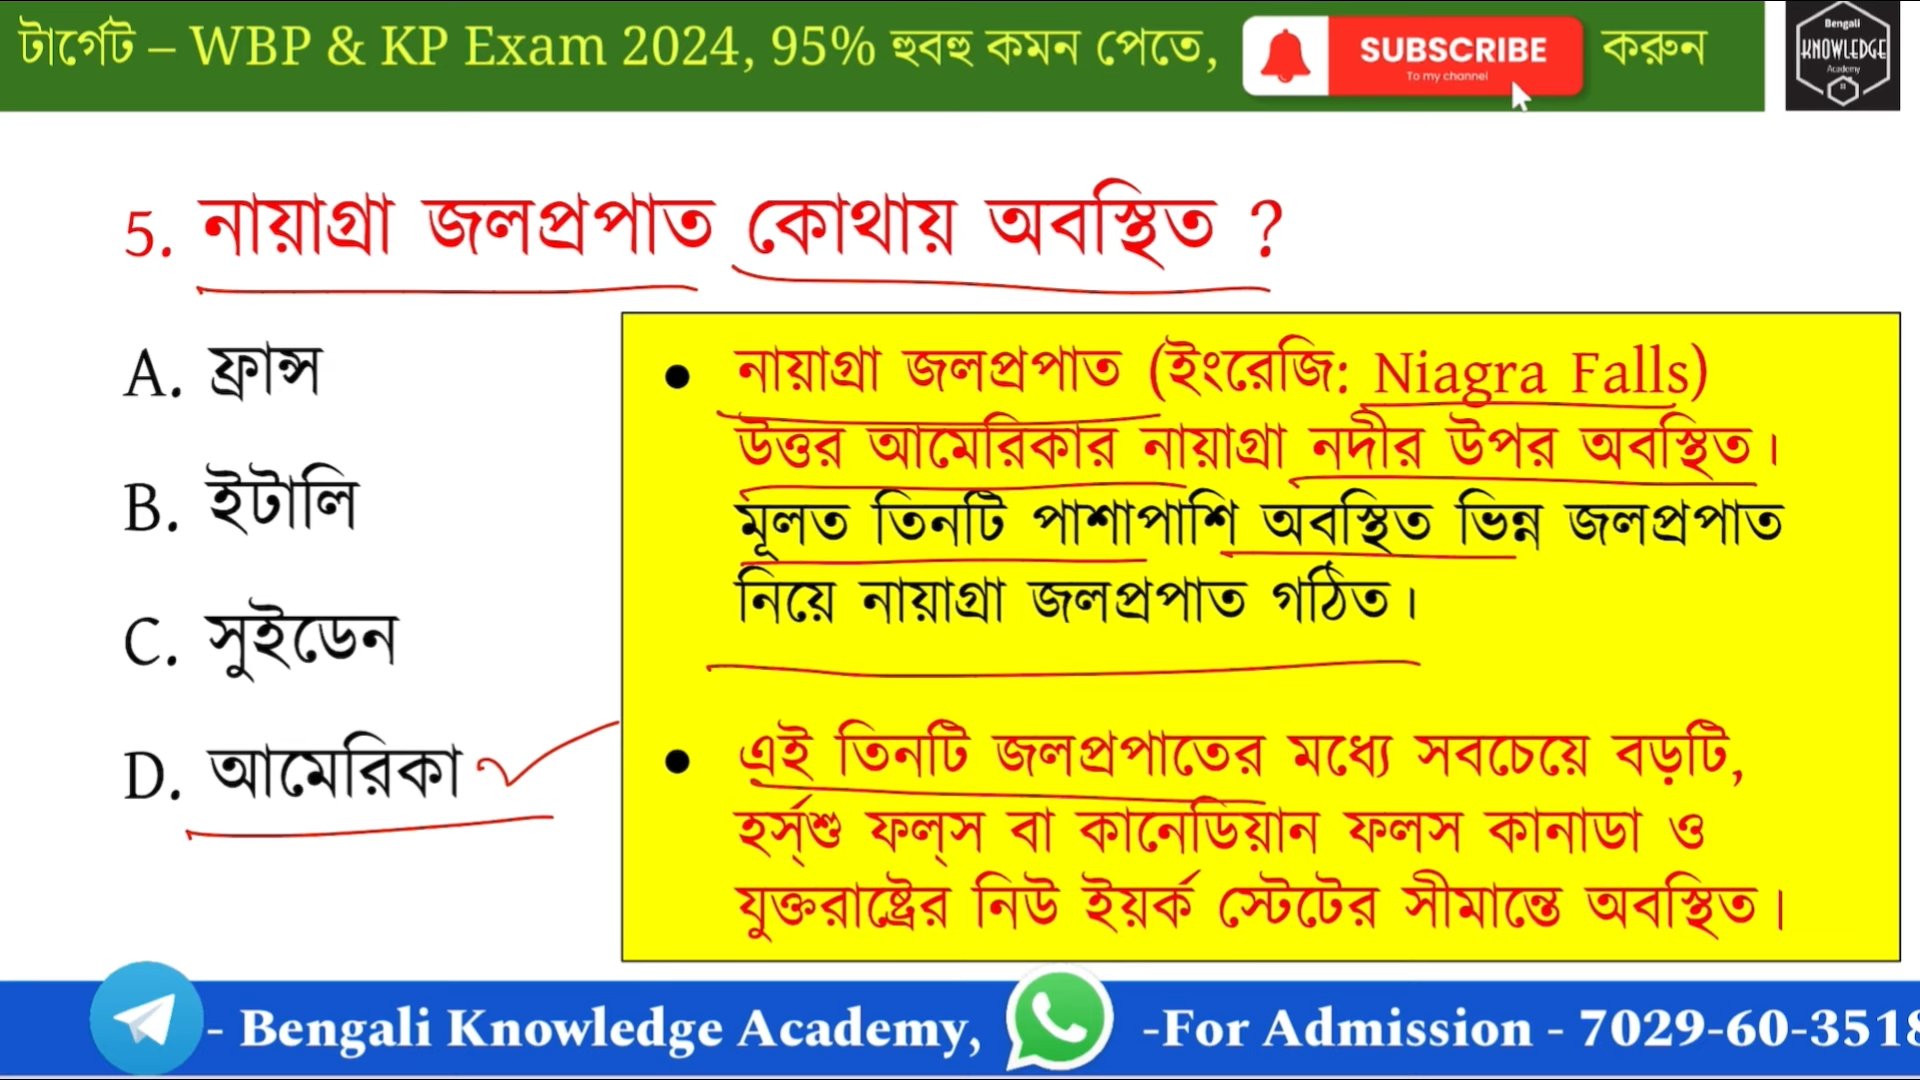 টার্গেট – WBP & KP Exam 2024, 95% হুবহু কমন পেতে, SUBSCRIBE করুন
To my channel
Bengali
KNOWLEDGE
Academy
5. নায়াগ্রা জলপ্রপাত কোথায় অবস্থিত ?
A. ফ্রান্স
B. ইটালি
C. সুইডেন
D. আমেরিকা
● নায়াগ্রা জলপ্রপাত (ইংরেজি: Niagra Falls)
উত্তর আমেরিকার নায়াগ্রা নদীর উপর অবস্থিত।
মূলত তিনটি পাশাপাশি অবস্থিত ভিন্ন জলপ্রপাত
নিয়ে নায়াগ্রা জলপ্রপাত গঠিত।
● এই তিনটি জলপ্রপাতের মধ্যে সবচেয়ে বড়টি,
হর্স্শু ফল্স বা কানেডিয়ান ফলস কানাডা ও
যুক্তরাষ্ট্রের নিউ ইয়র্ক স্টেটের সীমান্তে অবস্থিত।
- Bengali Knowledge Academy, -For Admission - 7029-60-3518